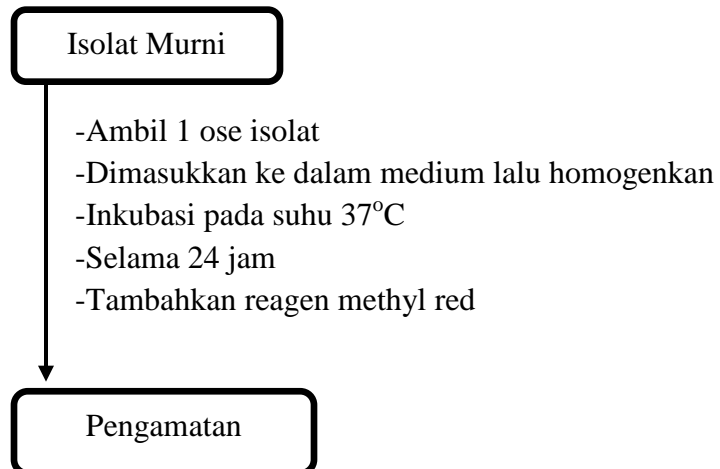 Isolat Murni
-Ambil 1 ose isolat
-Dimasukkan ke dalam medium lalu homogenkan
-Inkubasi pada suhu 37°C
-Selama 24 jam
-Tambahkan reagen methyl red
Pengamatan